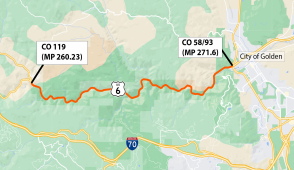 CO 119
(MP 260.23)
CO 58/93
(MP 271.6)
City of Golden
6
70